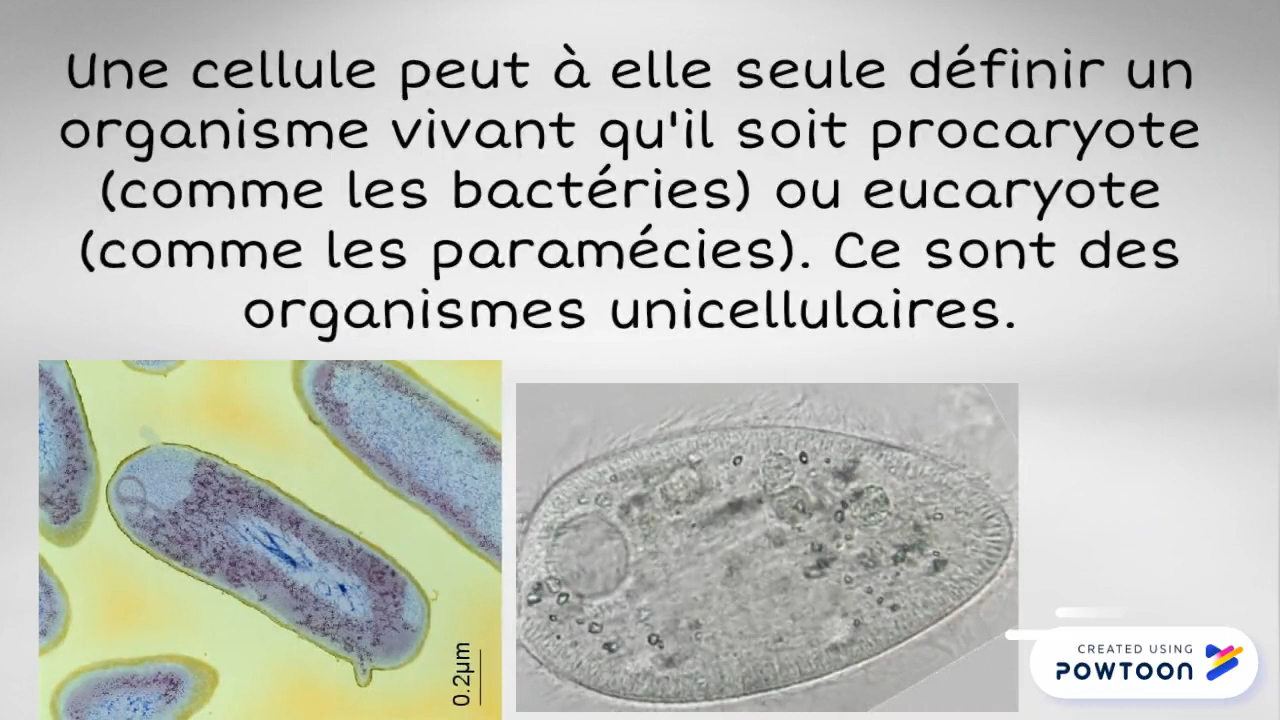 Une cellule peut à elle seule définir un
organisme vivant qu'il soit procaryote
(comme les bactéries) ou eucaryote
(comme les paramécies). Ce sont des
organismes unicellulaires.
0.2µm
CREATED USING
POWTOON